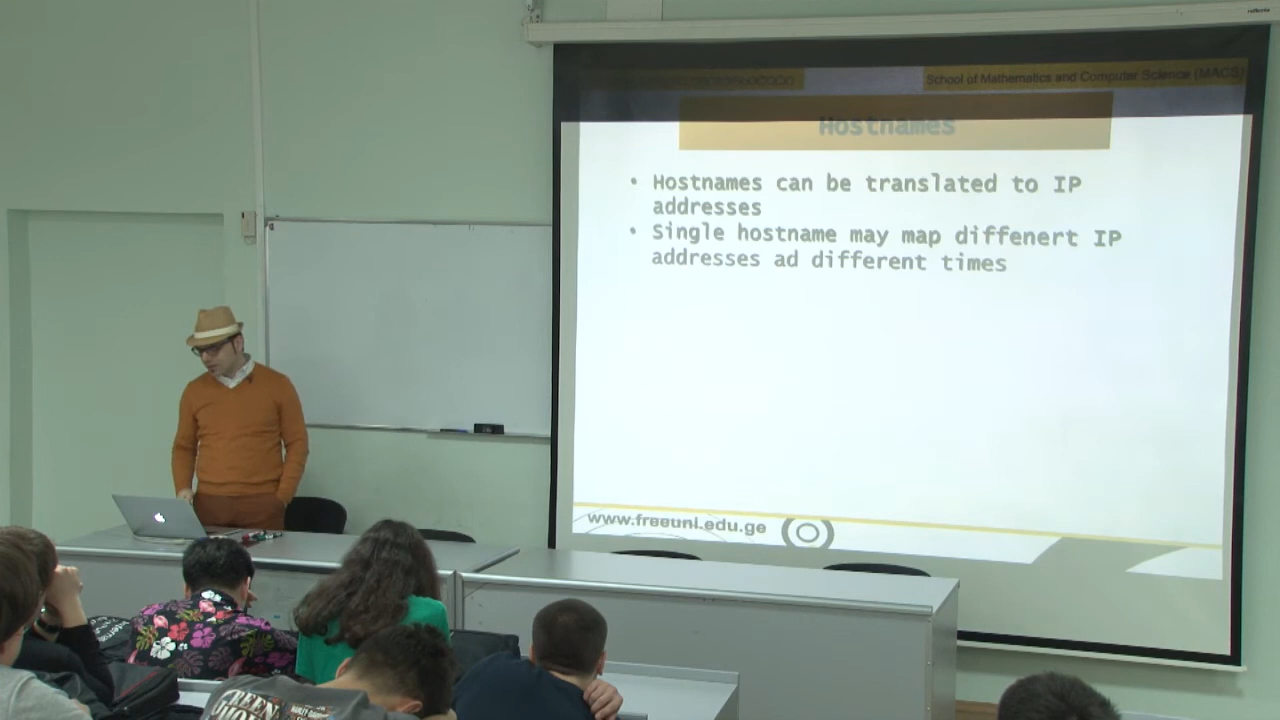 School of Mathematics and Computer Science (MACS)
Hostnames
• Hostnames can be translated to IP
addresses
• Single hostname may map diffenert IP
addresses ad different times
www.freeuni.edu.ge
GREEN